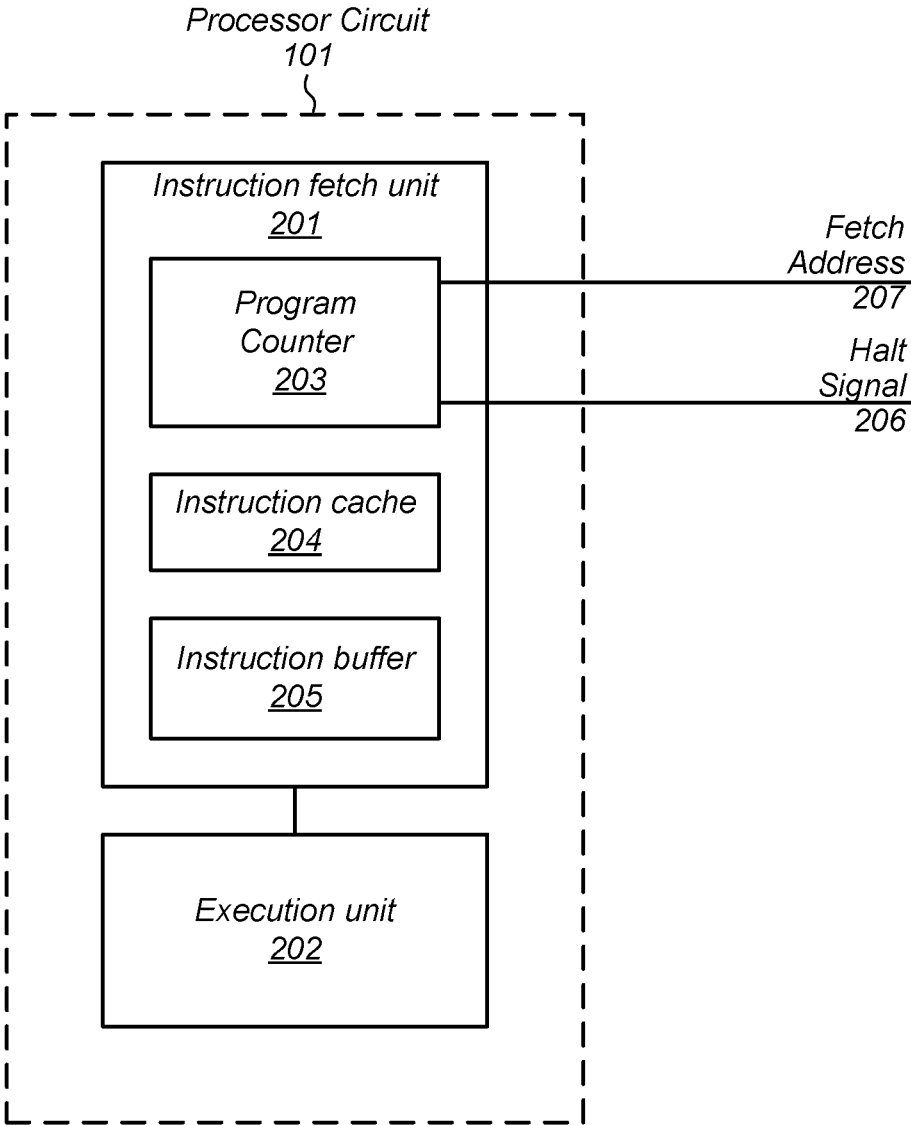 Processor Circuit
101
Instruction fetch unit
201
Program
Counter
203
Fetch
Address
207
Halt
Signal
206
Instruction cache
204
Instruction buffer
205
Execution unit
202